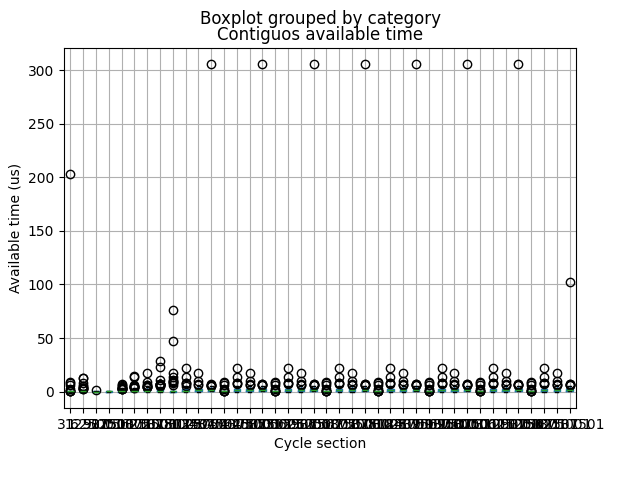 Boxplot grouped by category
Contiguos available time
300
250
200
150
100
50
0
Available time (us)
Cycle section